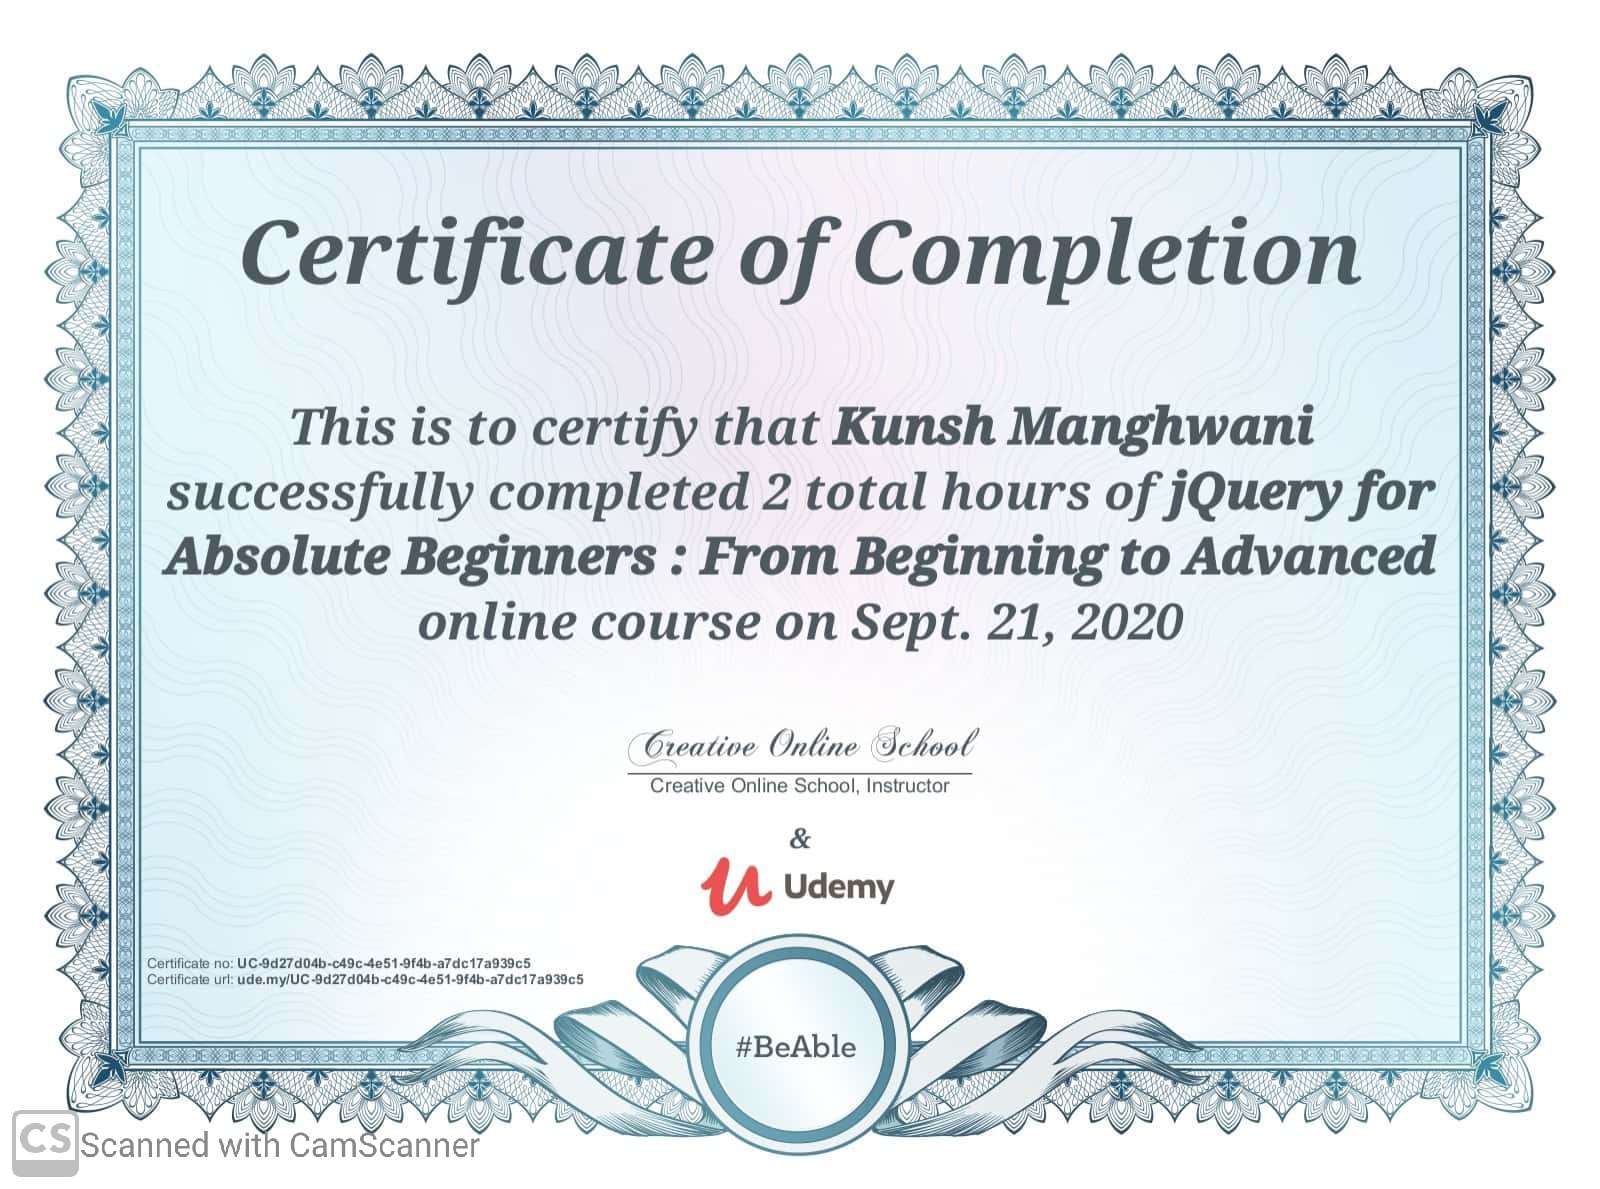 Certificate of Completion
This is to certify that Kunsh Manghwani
successfully completed 2 total hours of jQuery for
Absolute Beginners : From Beginning to Advanced
online course on Sept. 21, 2020
Creative Online School
Creative Online School, Instructor
&
Udemy
Certificate no: UC-9d27d04b-c49c-4e51-9f4b-a7dc17a939c5
Certificate url: ude.my/UC-9d27d04b-c49c-4e51-9f4b-a7dc17a939c5
#BeAble
CS Scanned with CamScanner